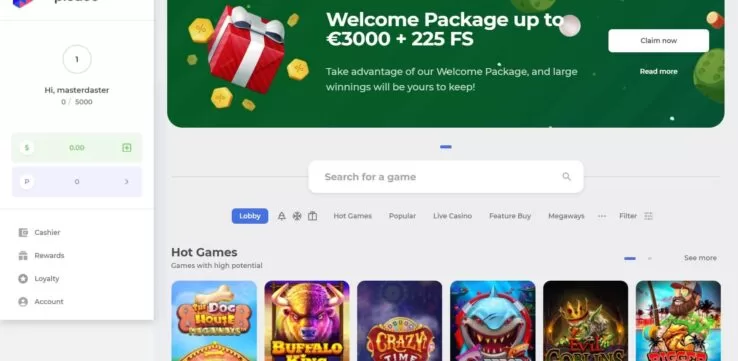 1
Hi, masterdaster
0 / 5000
$ 0.00
P 0
Cashier
Rewards
Loyalty
Account
Welcome Package up to
€3000 + 225 FS
Take advantage of our Welcome Package, and large
winnings will be yours to keep!
Claim now
Read more
Search for a game
Lobby Hot Games Popular Live Casino Feature Buy Megaways ··· Filter
Hot Games
Games with high potential
See more
THE DOG
HOUSE
MEGAWAYS
BUFFALO
KING
CRAZY
TIME
EVIL
GOBLINS
BIGGER